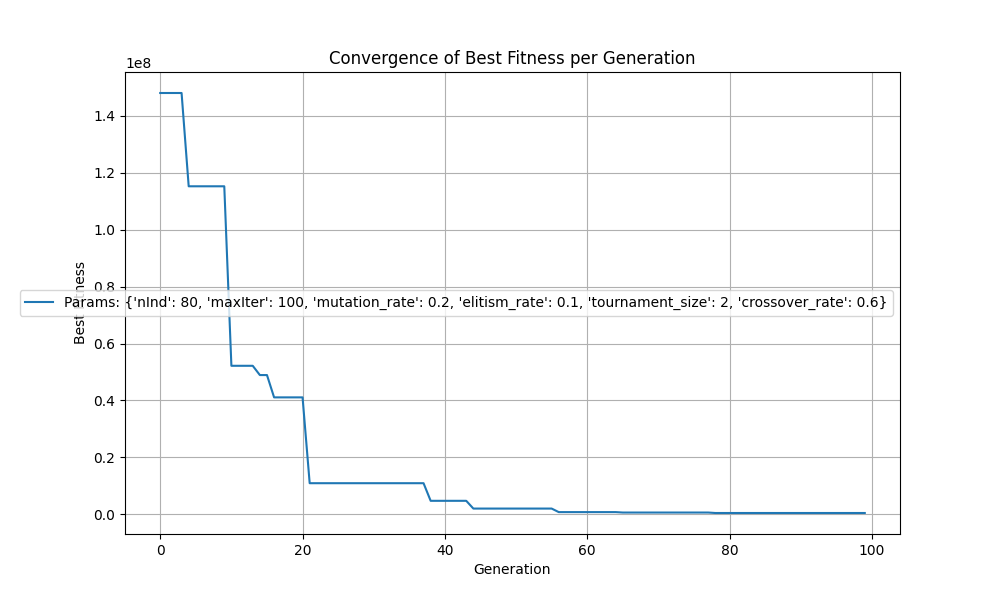 Convergence of Best Fitness per Generation
1e8
1.4
1.2
1.0
0.8
Params: {'nInd': 80, 'maxIter': 100, 'mutation_rate': 0.2, 'elitism_rate': 0.1, 'tournament_size': 2, 'crossover_rate': 0.6}
0.6
0.4
0.2
0.0
Best Fitness
0
20
40
60
80
100
Generation